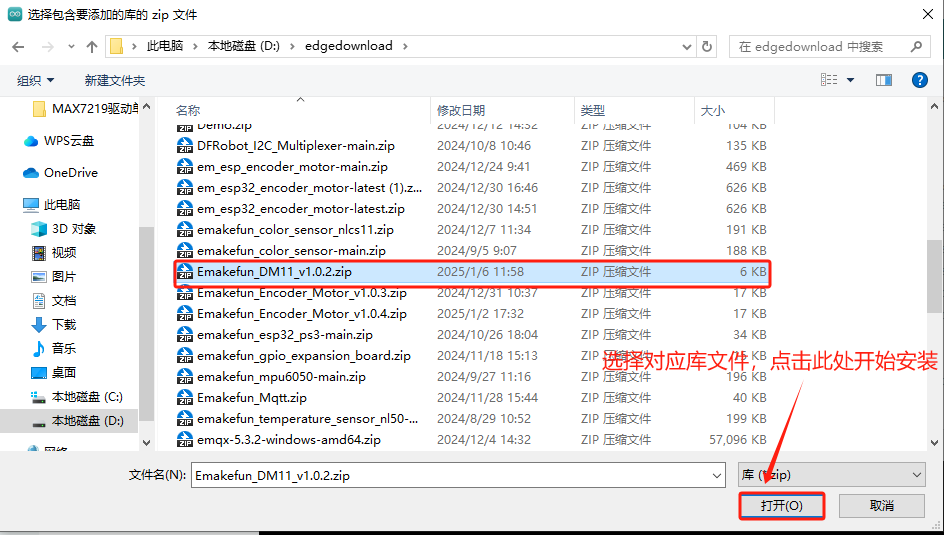 选择包含要添加的库的 zip 文件
此电脑 本地磁盘 (D:) edgedownload 在 edgedownload 中搜索
组织 新建文件夹
名称 修改日期 类型 大小
Demo.zip 2024/12/12 14:32 ZIP 压缩文件 104 KB
DFRobot_I2C_Multiplexer-main.zip 2024/10/8 10:46 ZIP 压缩文件 135 KB
em_esp_encoder_motor-main.zip 2024/12/24 9:41 ZIP 压缩文件 469 KB
em_esp32_encoder_motor-latest (1).z... 2024/12/30 16:46 ZIP 压缩文件 626 KB
em_esp32_encoder_motor-latest.zip 2024/12/30 14:51 ZIP 压缩文件 626 KB
emakefun_color_sensor_nlcs11.zip 2024/12/7 11:34 ZIP 压缩文件 191 KB
emakefun_color_sensor-main.zip 2024/9/5 9:07 ZIP 压缩文件 188 KB
Emakefun_DM11_v1.0.2.zip 2025/1/6 11:58 ZIP 压缩文件 6 KB
Emakefun_Encoder_Motor_v1.0.3.zip 2024/12/31 10:37 ZIP 压缩文件 17 KB
Emakefun_Encoder_Motor_v1.0.4.zip 2025/1/2 17:32 ZIP 压缩文件 17 KB
emakefun_esp32_ps3-main.zip 2024/10/26 18:04 ZIP 压缩文件 34 KB
emakefun_gpio_expansion_board.zip 2024/11/18 15:13 ZIP 压缩文件 KB
emakefun_mpu6050-main.zip 2024/9/27 11:16 ZIP 压缩文件 196 KB
Emakefun_Mqtt.zip 2024/11/28 15:44 ZIP 压缩文件 40 KB
emakefun_temperature_sensor_nl50-... 2024/8/29 10:52 ZIP 压缩文件 199 KB
emqx-5.3.2-windows-amd64.zip 2024/12/4 14:32 ZIP 压缩文件 57,096 KB
MAX7219驱动单
WPS云盘
OneDrive
此电脑
3D 对象
视频
图片
文档
下载
音乐
桌面
本地磁盘 (C:)
本地磁盘 (D:)
网络
选择对应库文件，点击此处开始安装
文件名(N): Emakefun_DM11_v1.0.2.zip 库
打开(O) 取消